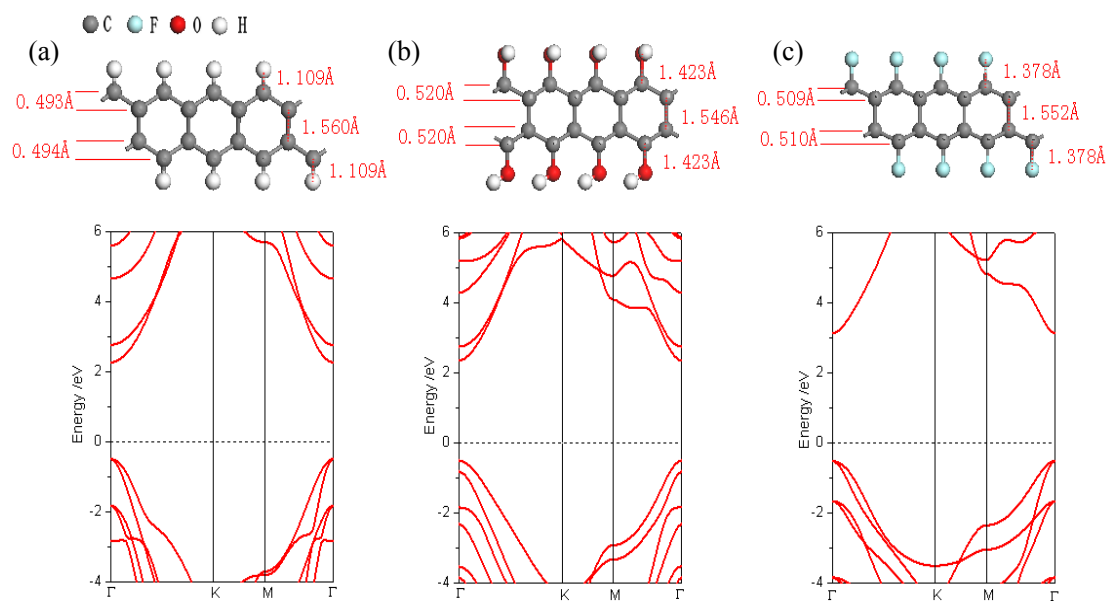 C F O H
(a) (b) (c)
1.109Å
0.493Å
1.560Å
0.494Å
1.109Å
1.423Å
0.520Å
1.546Å
0.520Å
1.423Å
1.378Å
0.509Å
1.552Å
0.510Å
1.378Å
Energy /eV
6
4
2
0
-2
-4
Γ K M Γ
Energy /eV
6
4
2
0
-2
-4
Γ K M Γ
Energy /eV
6
4
2
0
-2
-4
Γ K M Γ